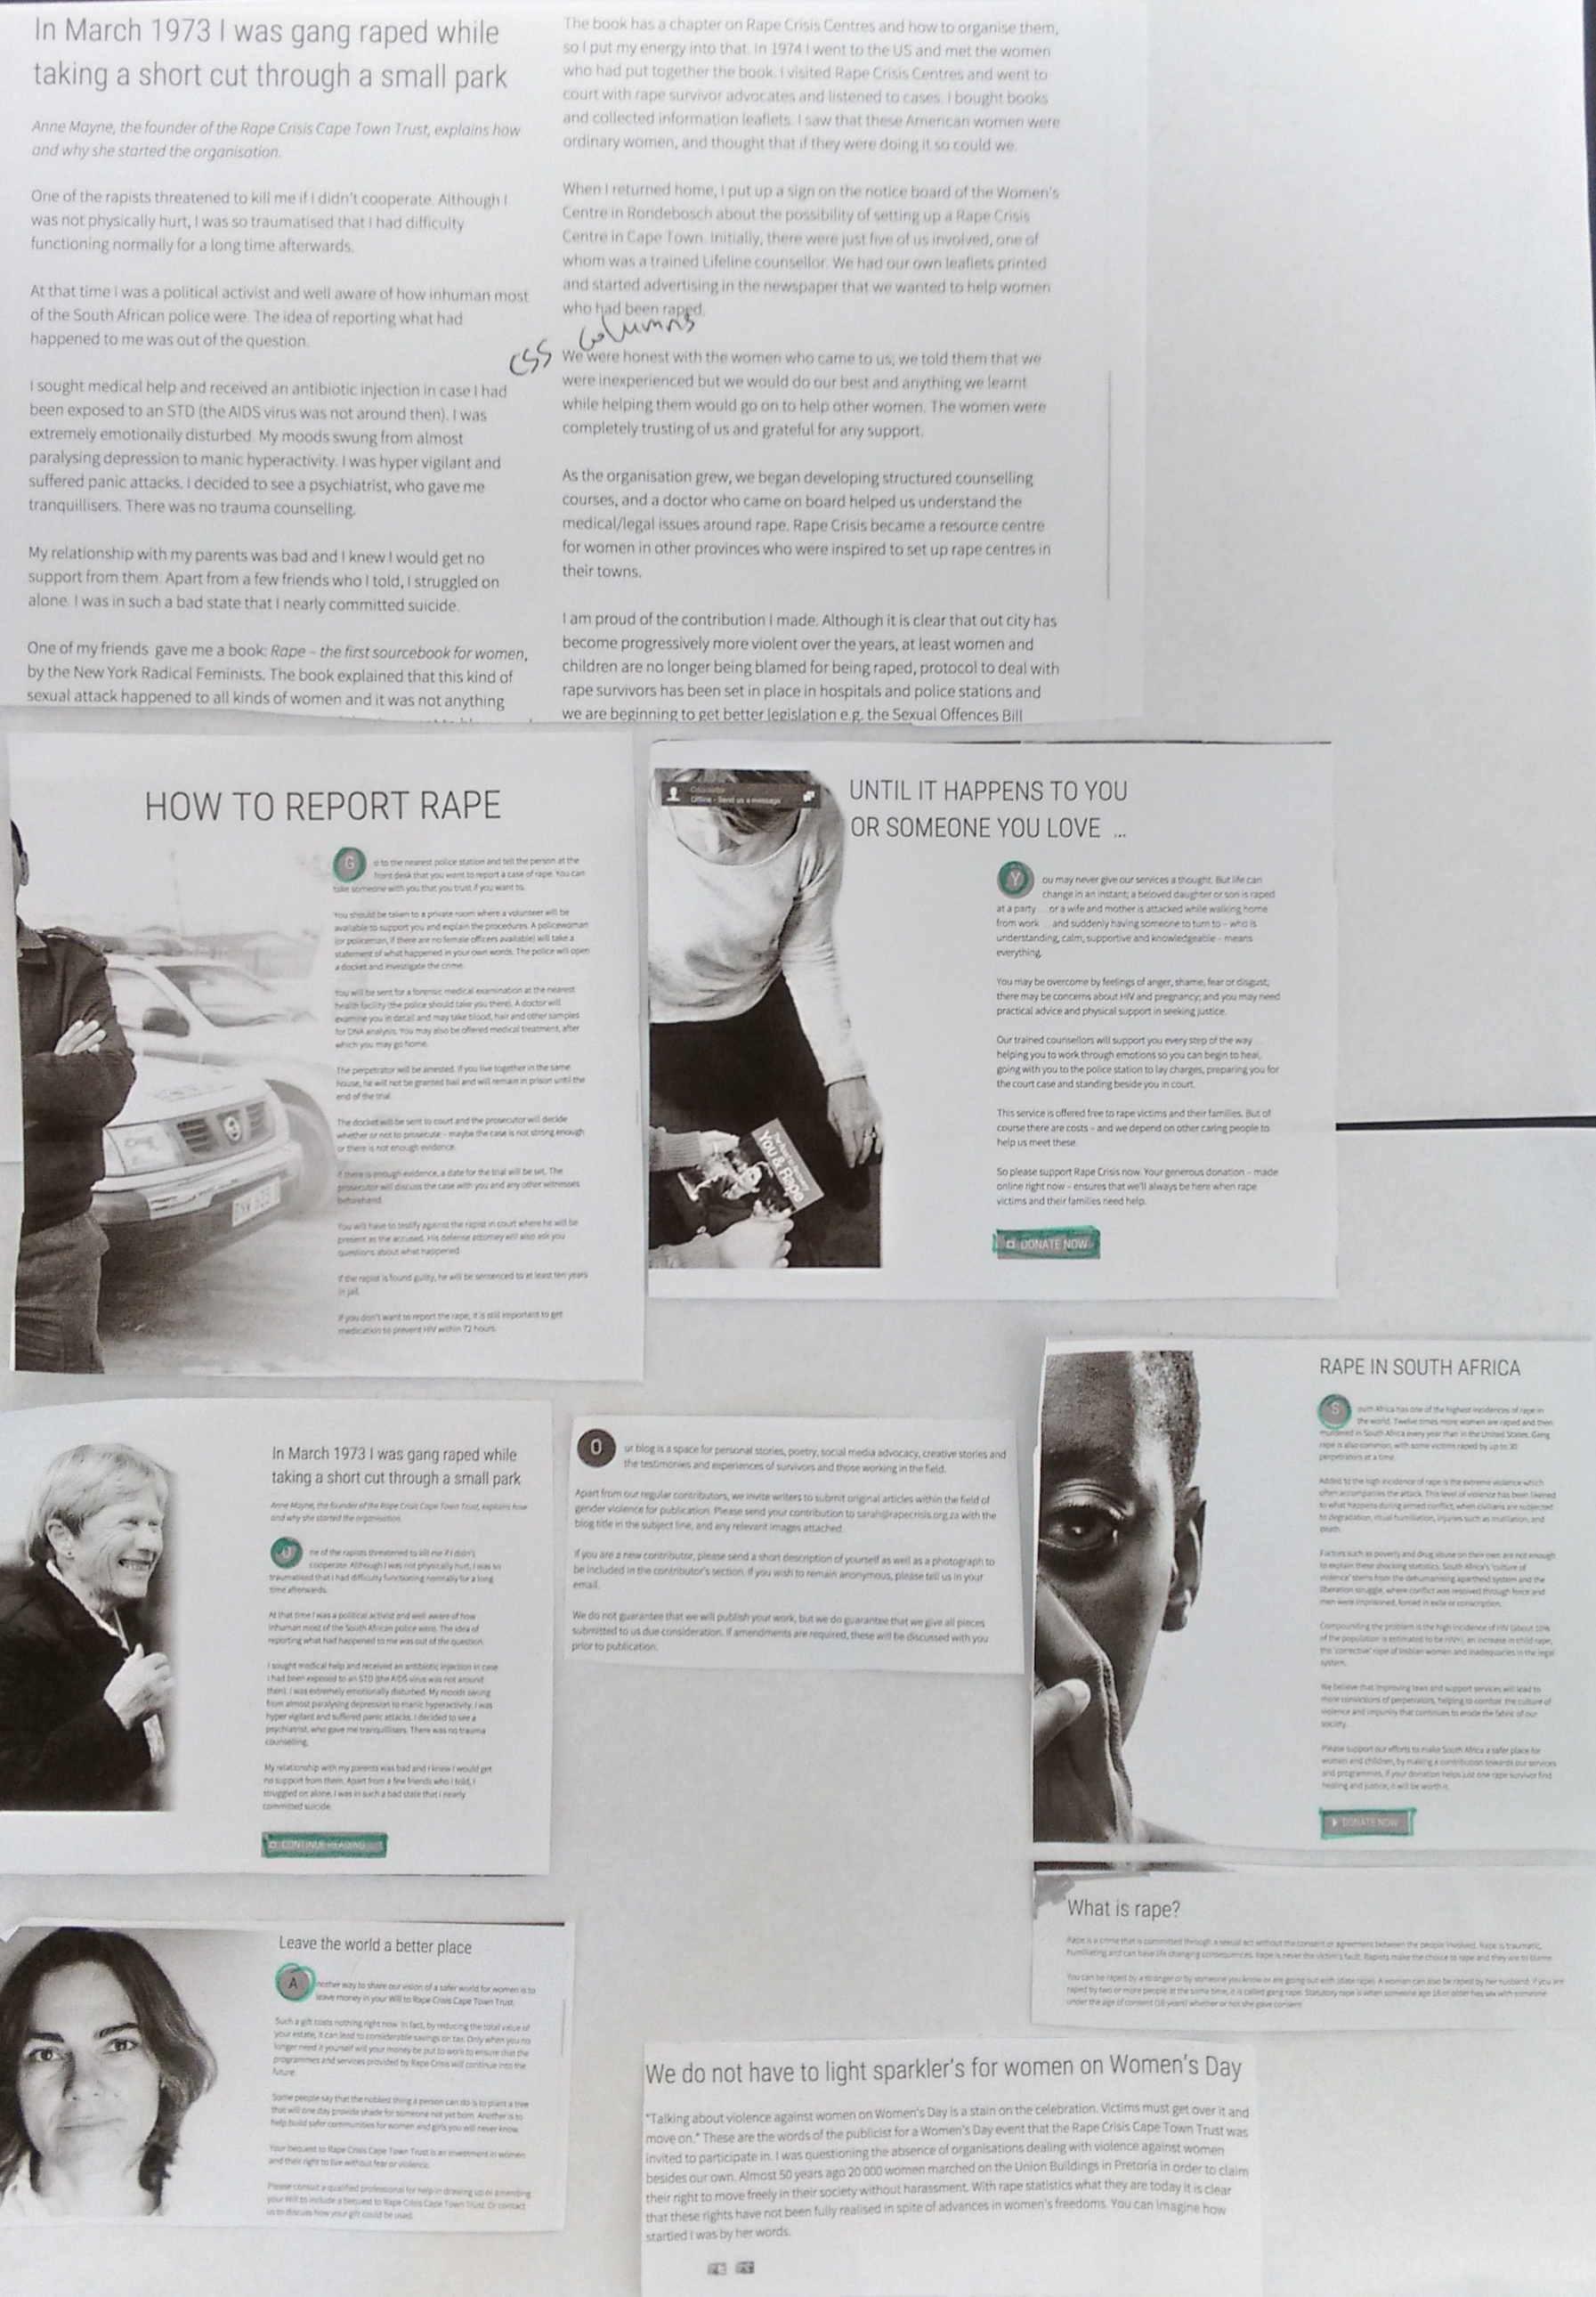 In March 1973 I was gang raped while
taking a short cut through a small park
Anne Mayne, the founder of the Rape Crisis Cape Town Trust, explains how
and why she started the organisation.
One of the rapists threatened to kill me if I didn't cooperate. Although I
was not physically hurt, I was so traumatised that I had difficulty
functioning normally for a long time afterwards.
At that time I was a political activist and well aware of how inhuman most
of the South African police were. The idea of reporting what had
happened to me was out of the question.
I sought medical help and received an antibiotic injection in case I had
been exposed to an STD (the AIDS virus was not around then). I was
extremely emotionally disturbed. My moods swung from almost
paralysing depression to manic hyperactivity. I was hyper vigilant and
suffered panic attacks. I decided to see a psychiatrist, who gave me
tranquillisers. There was no trauma counselling.
My relationship with my parents was bad and I knew I would get no
support from them. Apart from a few friends who I told, I struggled on
alone. I was in such a bad state that I nearly committed suicide.
One of my friends gave me a book: Rape – the first sourcebook for women,
by the New York Radical Feminists. The book explained that this kind of
sexual attack happened to all kinds of women and it was not anything
The book has a chapter on Rape Crisis Centres and how to organise them,
so I put my energy into that. In 1974 I went to the US and met the women
who had put together the book. I visited Rape Crisis Centres and went to
court with rape survivor advocates and listened to cases. I bought books
and collected information leaflets. I saw that these American women were
ordinary women, and thought that if they were doing it so could we.
When I returned home, I put up a sign on the notice board of the Women's
Centre in Rondebosch about the possibility of setting up a Rape Crisis
Centre in Cape Town. Initially, there were just five of us involved, one of
whom was a trained Lifeline counsellor. We had our own leaflets printed
and started advertising in the newspaper that we wanted to help women
who had been raped.
CSS Columns
We were honest with the women who came to us; we told them that we
were inexperienced but we would do our best and anything we learnt
while helping them would go on to help other women. The women were
completely trusting of us and grateful for any support.
As the organisation grew, we began developing structured counselling
courses, and a doctor who came on board helped us understand the
medical/legal issues around rape. Rape Crisis became a resource centre
for women in other provinces who were inspired to set up rape centres in
their towns.
I am proud of the contribution I made. Although it is clear that out city has
become progressively more violent over the years, at least women and
children are no longer being blamed for being raped, protocol to deal with
rape survivors has been set in place in hospitals and police stations and
we are beginning to get better legislation e.g. the Sexual Offences Bill
HOW TO REPORT RAPE
Go to the nearest police station and tell the person at the
front desk that you want to report a case of rape. You can
take someone with you that you trust if you want to.
You should be taken to a private room where a volunteer will be
available to support you and explain the procedures. A policewoman
(or policeman, if there are no female officers available) will take a
statement of what happened in your own words. The police will open
a docket and investigate the crime.
You will be sent for a forensic medical examination at the nearest
health facility (the police should take you there). A doctor will
examine you in detail and may take blood, hair and other samples
for DNA analysis. You may also be offered medical treatment, after
which you may go home.
The perpetrator will be arrested. If you live together in the same
house, he will not be granted bail and will remain in prison until the
end of the trial.
The docket will be sent to court and the prosecutor will decide
whether or not to prosecute – maybe the case is not strong enough
or there is not enough evidence.
If there is enough evidence, a date for the trial will be set. The
prosecutor will discuss the case with you and any other witnesses
beforehand.
You will have to testify against the rapist in court where he will be
present as the accused. His defense attorney will also ask you
questions about what happened.
If the rapist is found guilty, he will be sentenced to at least ten years
in jail.
If you don't want to report the rape, it is still important to get
medication to prevent HIV within 72 hours.
Offline - Send us a message
You & Rape
UNTIL IT HAPPENS TO YOU
OR SOMEONE YOU LOVE ...
You may never give our services a thought. But life can
change in an instant; a beloved daughter or son is raped
at a party ... or a wife and mother is attacked while walking home
from work ... and suddenly having someone to turn to – who is
understanding, calm, supportive and knowledgeable – means
everything.
You may be overcome by feelings of anger, shame, fear or disgust;
there may be concerns about HIV and pregnancy; and you may need
practical advice and physical support in seeking justice.
Our trained counsellors will support you every step of the way ...
helping you to work through emotions so you can begin to heal,
going with you to the police station to lay charges, preparing you for
the court case and standing beside you in court.
This service is offered free to rape victims and their families. But of
course there are costs – and we depend on other caring people to
help us meet these.
So please support Rape Crisis now. Your generous donation – made
online right now – ensures that we'll always be here when rape
victims and their families need help.
DONATE NOW
In March 1973 I was gang raped while
taking a short cut through a small park
Anne Mayne, the founder of the Rape Crisis Cape Town Trust, explains how
and why she started the organisation.
One of the rapists threatened to kill me if I didn't
cooperate. Although I was not physically hurt, I was so
traumatised that I had difficulty functioning normally for a long
time afterwards.
At that time I was a political activist and well aware of how
inhuman most of the South African police were. The idea of
reporting what had happened to me was out of the question.
I sought medical help and received an antibiotic injection in case
I had been exposed to an STD (the AIDS virus was not around
then). I was extremely emotionally disturbed. My moods swung
from almost paralysing depression to manic hyperactivity. I was
hyper vigilant and suffered panic attacks. I decided to see a
psychiatrist, who gave me tranquillisers. There was no trauma
counselling.
My relationship with my parents was bad and I knew I would get
no support from them. Apart from a few friends who I told, I
struggled on alone. I was in such a bad state that I nearly
committed suicide.
CONTINUE READING
Our blog is a space for personal stories, poetry, social media advocacy, creative stories and
the testimonies and experiences of survivors and those working in the field.
Apart from our regular contributors, we invite writers to submit original articles within the field of
gender violence for publication. Please send your contribution to sarah@rapecrisis.org.za with the
blog title in the subject line, and any relevant images attached.
If you are a new contributor, please send a short description of yourself as well as a photograph to
be included in the contributor's section. If you wish to remain anonymous, please tell us in your
email.
We do not guarantee that we will publish your work, but we do guarantee that we give all pieces
submitted to us due consideration. If amendments are required, these will be discussed with you
prior to publication.
RAPE IN SOUTH AFRICA
South Africa has one of the highest incidences of rape in
the world. Twelve times more women are raped and then
murdered in South Africa every year than in the United States. Gang
rape is also common, with some victims raped by up to 30
perpetrators at a time.
Added to the high incidence of rape is the extreme violence which
often accompanies the attack. This level of violence has been likened
to what happens during armed conflict, when civilians are subjected
to degradation, ritual humiliation, injuries such as mutilation, and
death.
Factors such as poverty and drug abuse on their own are not enough
to explain these shocking statistics. South Africa's 'culture of
violence' stems from the dehumanising apartheid system and the
liberation struggle, where conflict was resolved through force and
men were imprisoned, forced in exile or conscription.
Compounding the problem is the high incidence of HIV (about 10%
of the population is estimated to be HIV+), an increase in child rape,
the 'corrective' rape of lesbian women and inadequacies in the legal
system.
We believe that improving laws and support services will lead to
more convictions of perpetrators, helping to combat the culture of
violence and impunity that continues to erode the fabric of our
society.
Please support our efforts to make South Africa a safer place for
women and children, by making a contribution towards our services
and programmes. If your donation helps just one rape survivor find
healing and justice, it will be worth it.
DONATE NOW
What is rape?
Rape is a crime that is committed through a sexual act without the consent or agreement between the people involved. Rape is traumatic,
humiliating and can have life changing consequences. Rape is never the victim's fault. Rapists make the choice to rape and they are to blame.
You can be raped by a stranger or by someone you know or are going out with (date rape). A women can also be raped by her husband. If you are
raped by two or more people at the same time, it is called gang rape. Statutory rape is when someone age 18 or older has sex with someone
under the age of consent (16 years) whether or not she gave consent.
Leave the world a better place
Another way to share our vision of a safer world for women is to
leave money in your Will to Rape Crisis Cape Town Trust.
Such a gift costs nothing right now. In fact, by reducing the total value of
your estate, it can lead to considerable savings on tax. Only when you no
longer need it yourself will your money be put to work to ensure that the
programmes and services provided by Rape Crisis will continue into the
future.
Some people say that the noblest thing a person can do is to plant a tree
that will one day provide shade for someone not yet born. Another is to
help build safer communities for women and girls you will never know.
Your bequest to Rape Crisis Cape Town Trust is an investment in women
and their right to live without fear or violence.
Please consult a qualified professional for help in drawing up or amending
your Will to include a bequest to Rape Crisis Cape Town Trust. Or contact
us to discuss how your gift could be used.
We do not have to light sparkler's for women on Women's Day
"Talking about violence against women on Women's Day is a stain on the celebration. Victims must get over it and
move on." These are the words of the publicist for a Women's Day event that the Rape Crisis Cape Town Trust was
invited to participate in. I was questioning the absence of organisations dealing with violence against women
besides our own. Almost 50 years ago 20 000 women marched on the Union Buildings in Pretoria in order to claim
their right to move freely in their society without harassment. With rape statistics what they are today it is clear
that these rights have not been fully realised in spite of advances in women's freedoms. You can imagine how
startled I was by her words.